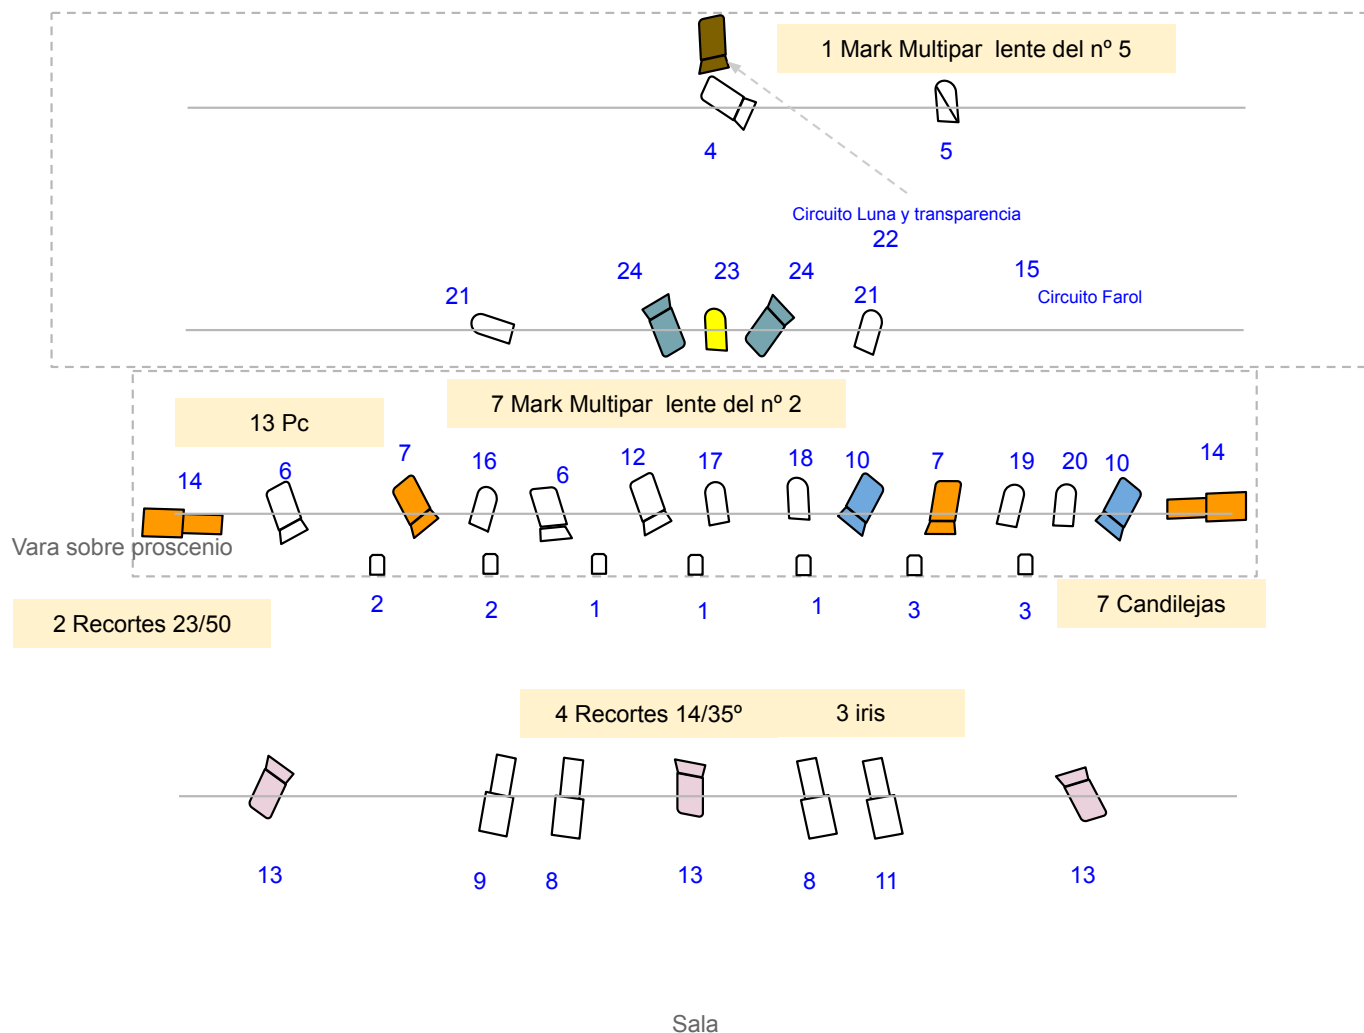 1 Mark Multipar lente del nº 5
4 5
Circuito Luna y transparencia
22
24 23 24 15
21 21 Circuito Farol
7 Mark Multipar lente del nº 2
13 Pc
14 6 7 16 6 12 17 18 10 7 19 20 10 14
Vara sobre proscenio
2 2 1 1 1 3 3
2 Recortes 23/50
7 Candilejas
4 Recortes 14/35º 3 iris
13 9 8 13 8 11 13
Sala